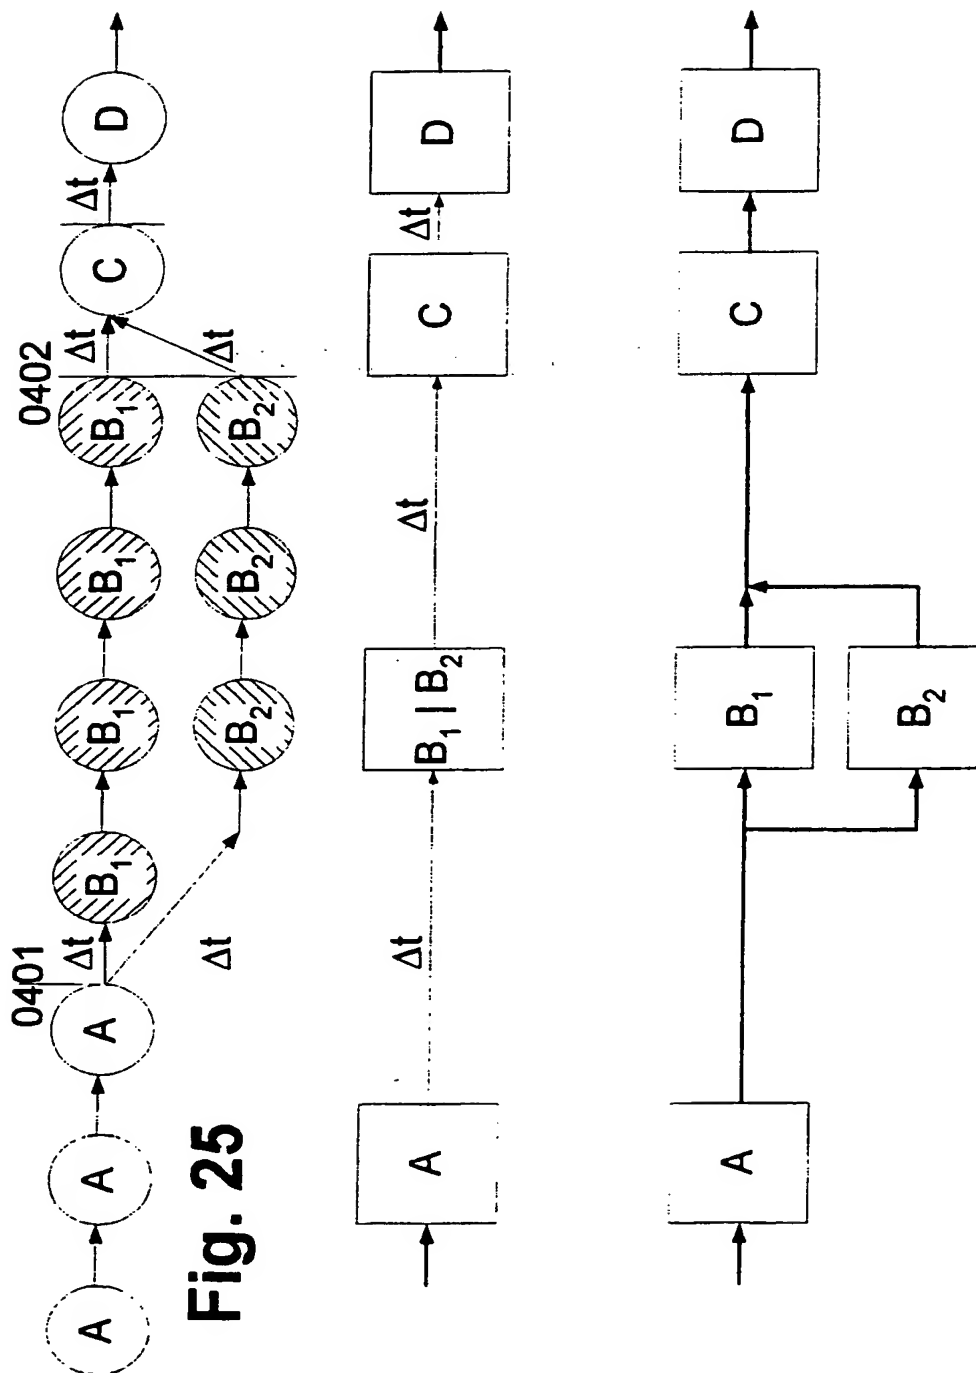 0401 0402
Δt Δt Δt
A A A B₁ B₁ B₁ B₁ C D
Δt Δt
B₂ B₂ B₂
Fig. 25
Δt Δt Δt
A B₁ | B₂ C D
A B₁ C D
B₂